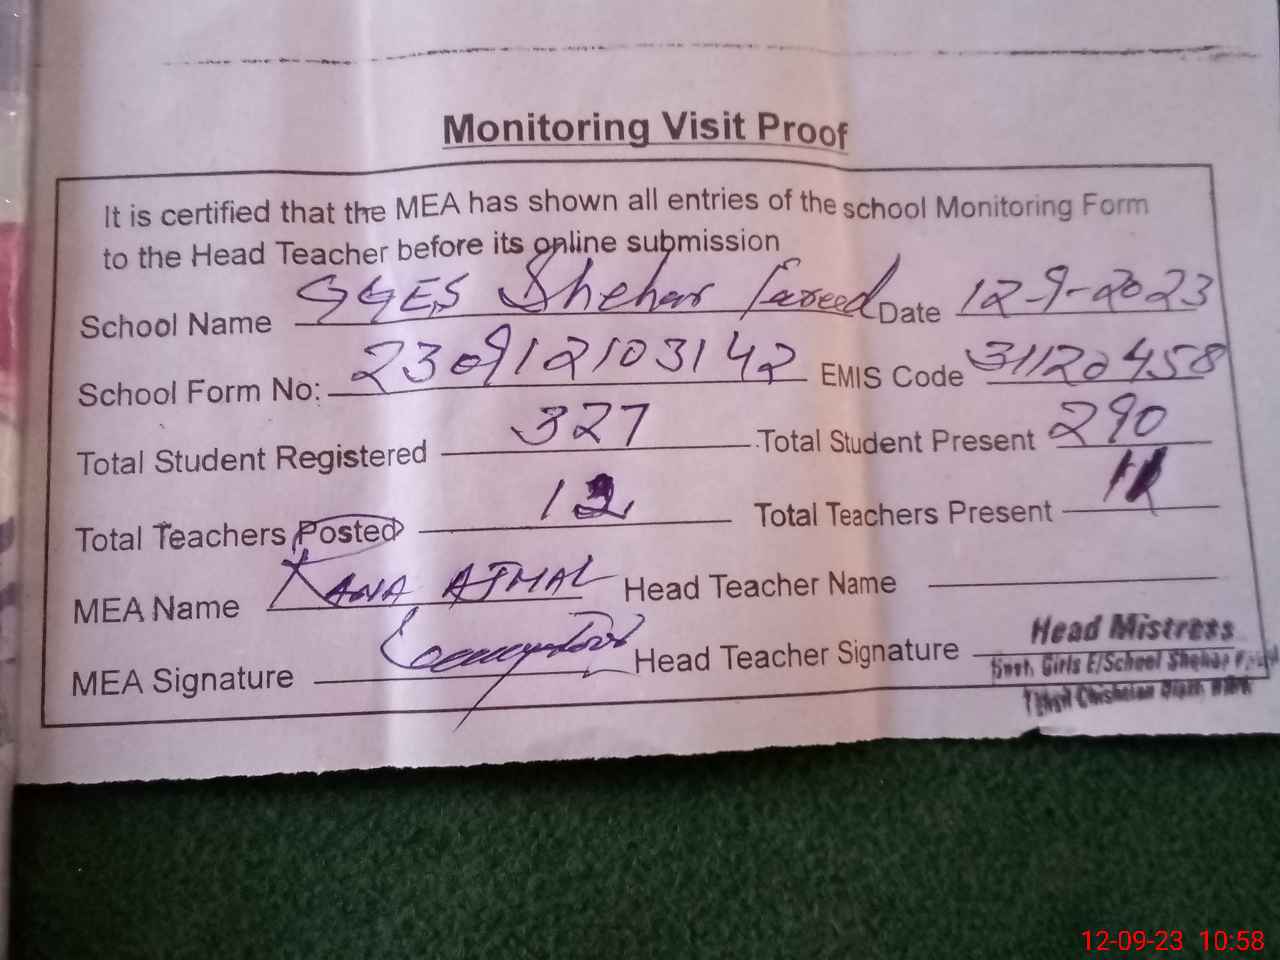 Monitoring Visit Proof
It is certified that the MEA has shown all entries of the school Monitoring Form
to the Head Teacher before its online submission
School Name GGES Shehar Fareed Date 12-9-2023
School Form No: 230912103142 EMIS Code 31120458
Total Student Registered 327 Total Student Present 290
Total Teachers Posted 12 Total Teachers Present 11
MEA Name RANA AJMAL Head Teacher Name
MEA Signature Head Teacher Signature
Head Mistress
Govt. Girls E/School Shehar Farid
Tehsil Chishtian
12-09-23 10:58